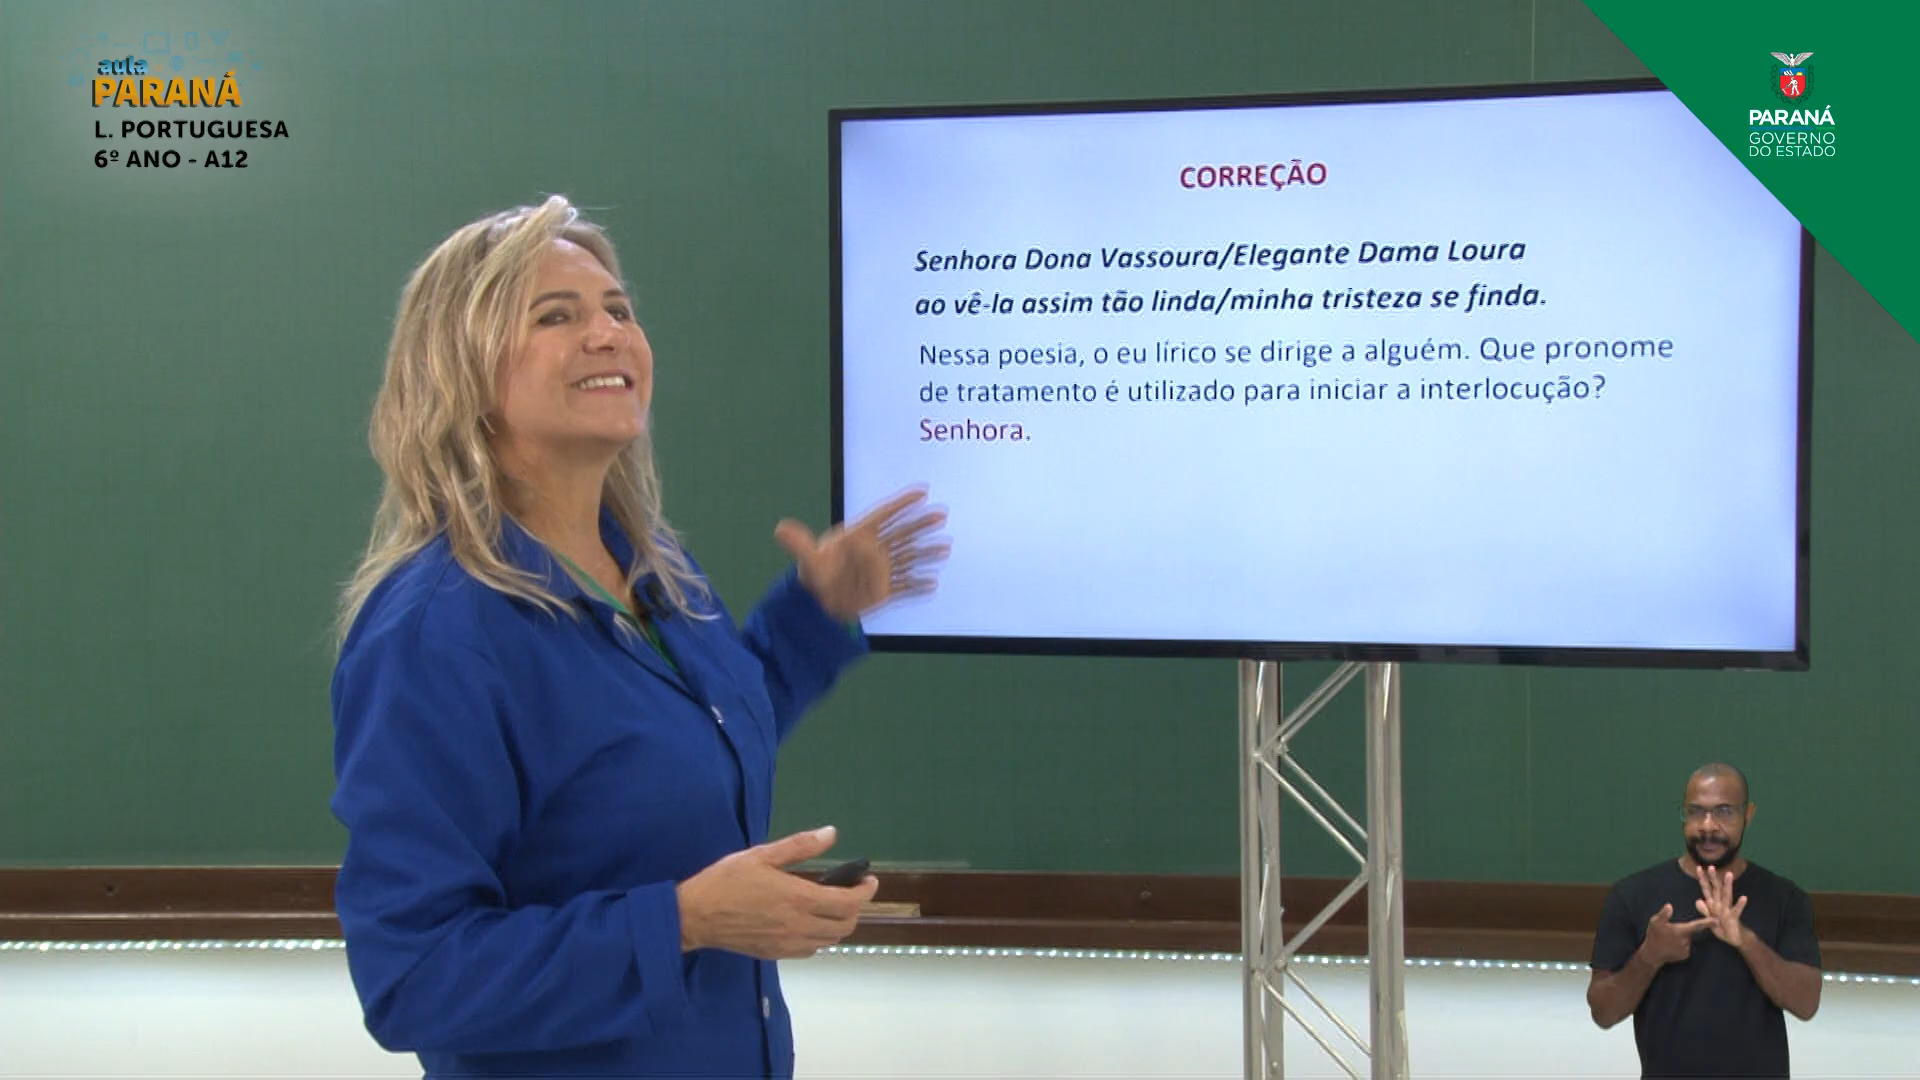 aula
PARANÁ
L. PORTUGUESA
6º ANO - A12
PARANÁ
GOVERNO
DO ESTADO
CORREÇÃO
Senhora Dona Vassoura/Elegante Dama Loura
ao vê-la assim tão linda/minha tristeza se finda.
Nessa poesia, o eu lírico se dirige a alguém. Que pronome
de tratamento é utilizado para iniciar a interlocução?
Senhora.